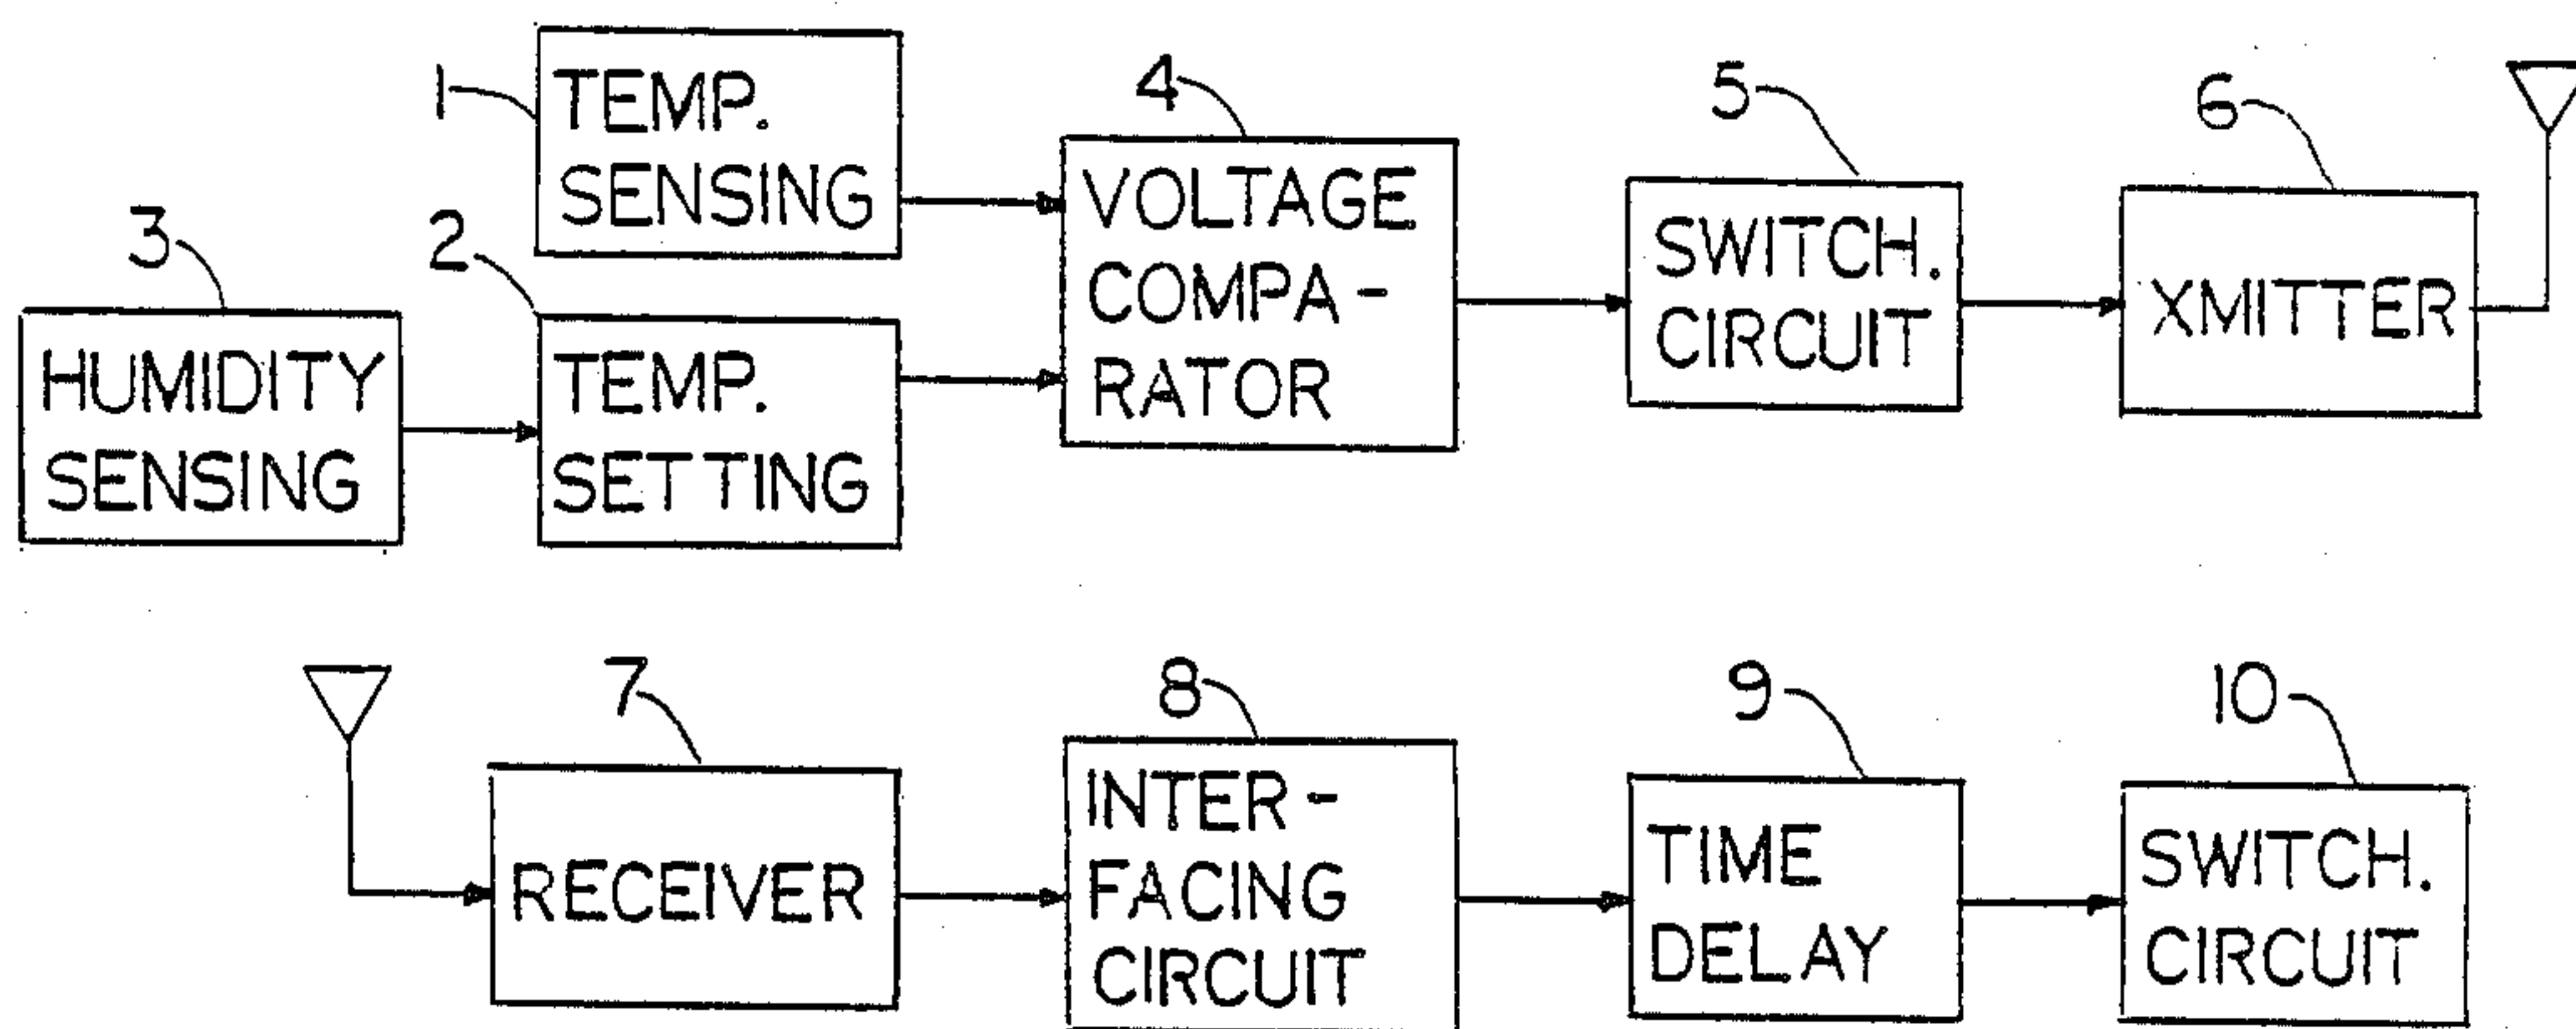 1
TEMP.
SENSING
2
TEMP.
SETTING
3
HUMIDITY
SENSING
4
VOLTAGE
COMPA-
RATOR
5
SWITCH.
CIRCUIT
6
XMITTER
7
RECEIVER
8
INTER-
FACING
CIRCUIT
9
TIME
DELAY
10
SWITCH.
CIRCUIT